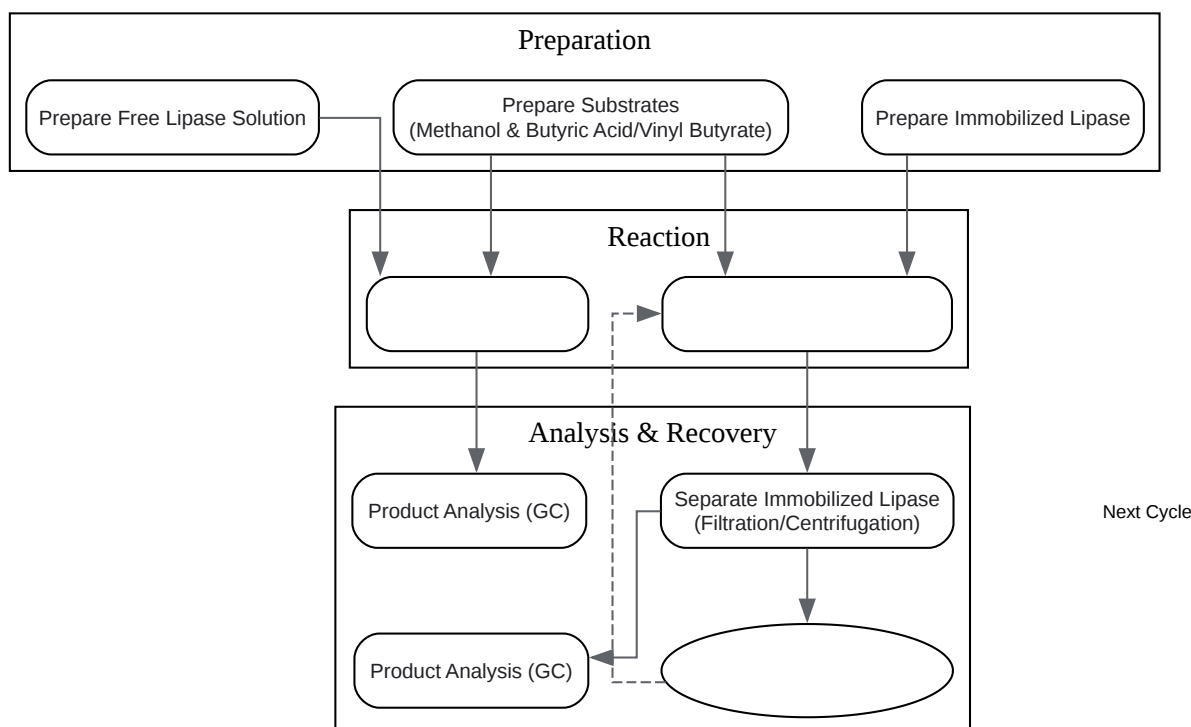 Preparation
Prepare Free Lipase Solution
Prepare Substrates
(Methanol & Butyric Acid/Vinyl Butyrate)
Prepare Immobilized Lipase
Reaction
Analysis & Recovery
Product Analysis (GC)
Separate Immobilized Lipase
(Filtration/Centrifugation)
Next Cycle
Product Analysis (GC)